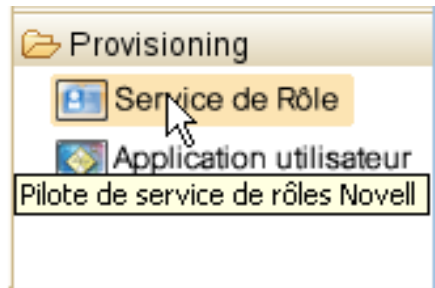 Provisioning
Service de Rôle
Application utilisateur
Pilote de service de rôles Novell